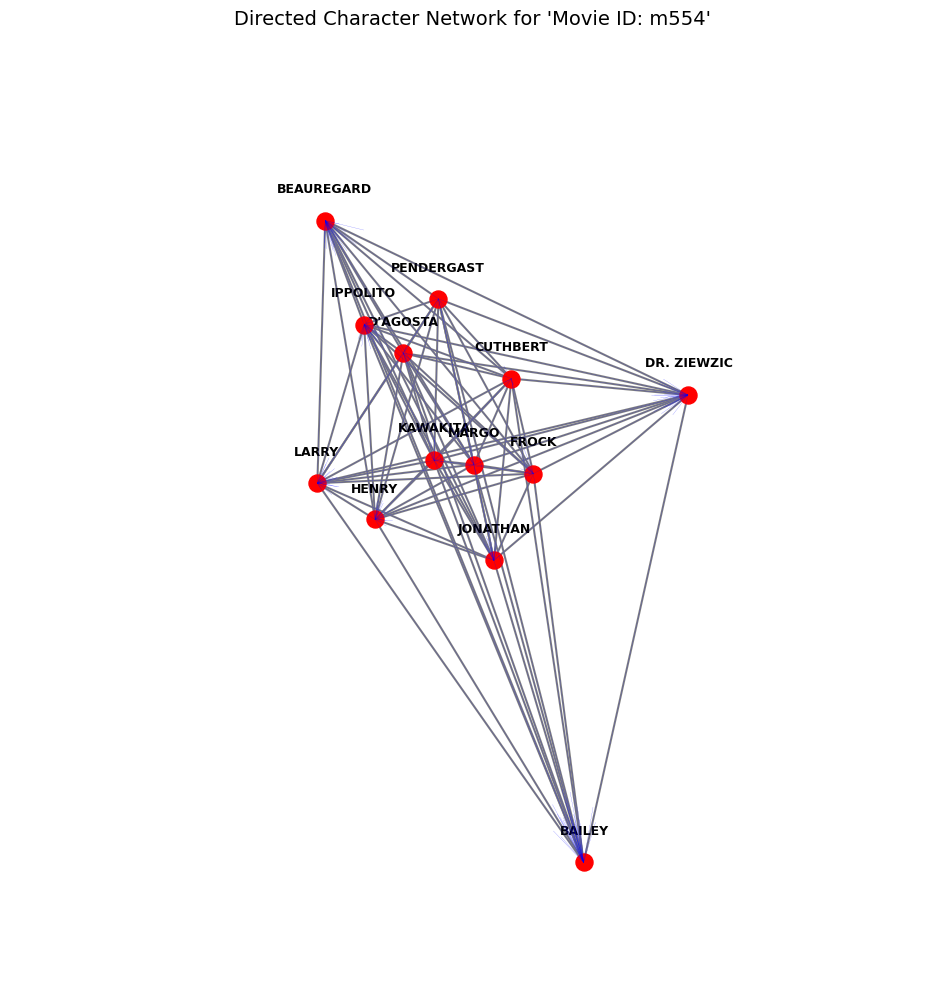 Directed Character Network for 'Movie ID: m554'
BEAUREGARD
PENDERGAST
IPPOLITO
D'AGOSTA
CUTHBERT
DR. ZIEWZIC
KAWAKITA
MARGO
FROCK
LARRY
HENRY
JONATHAN
BAILEY